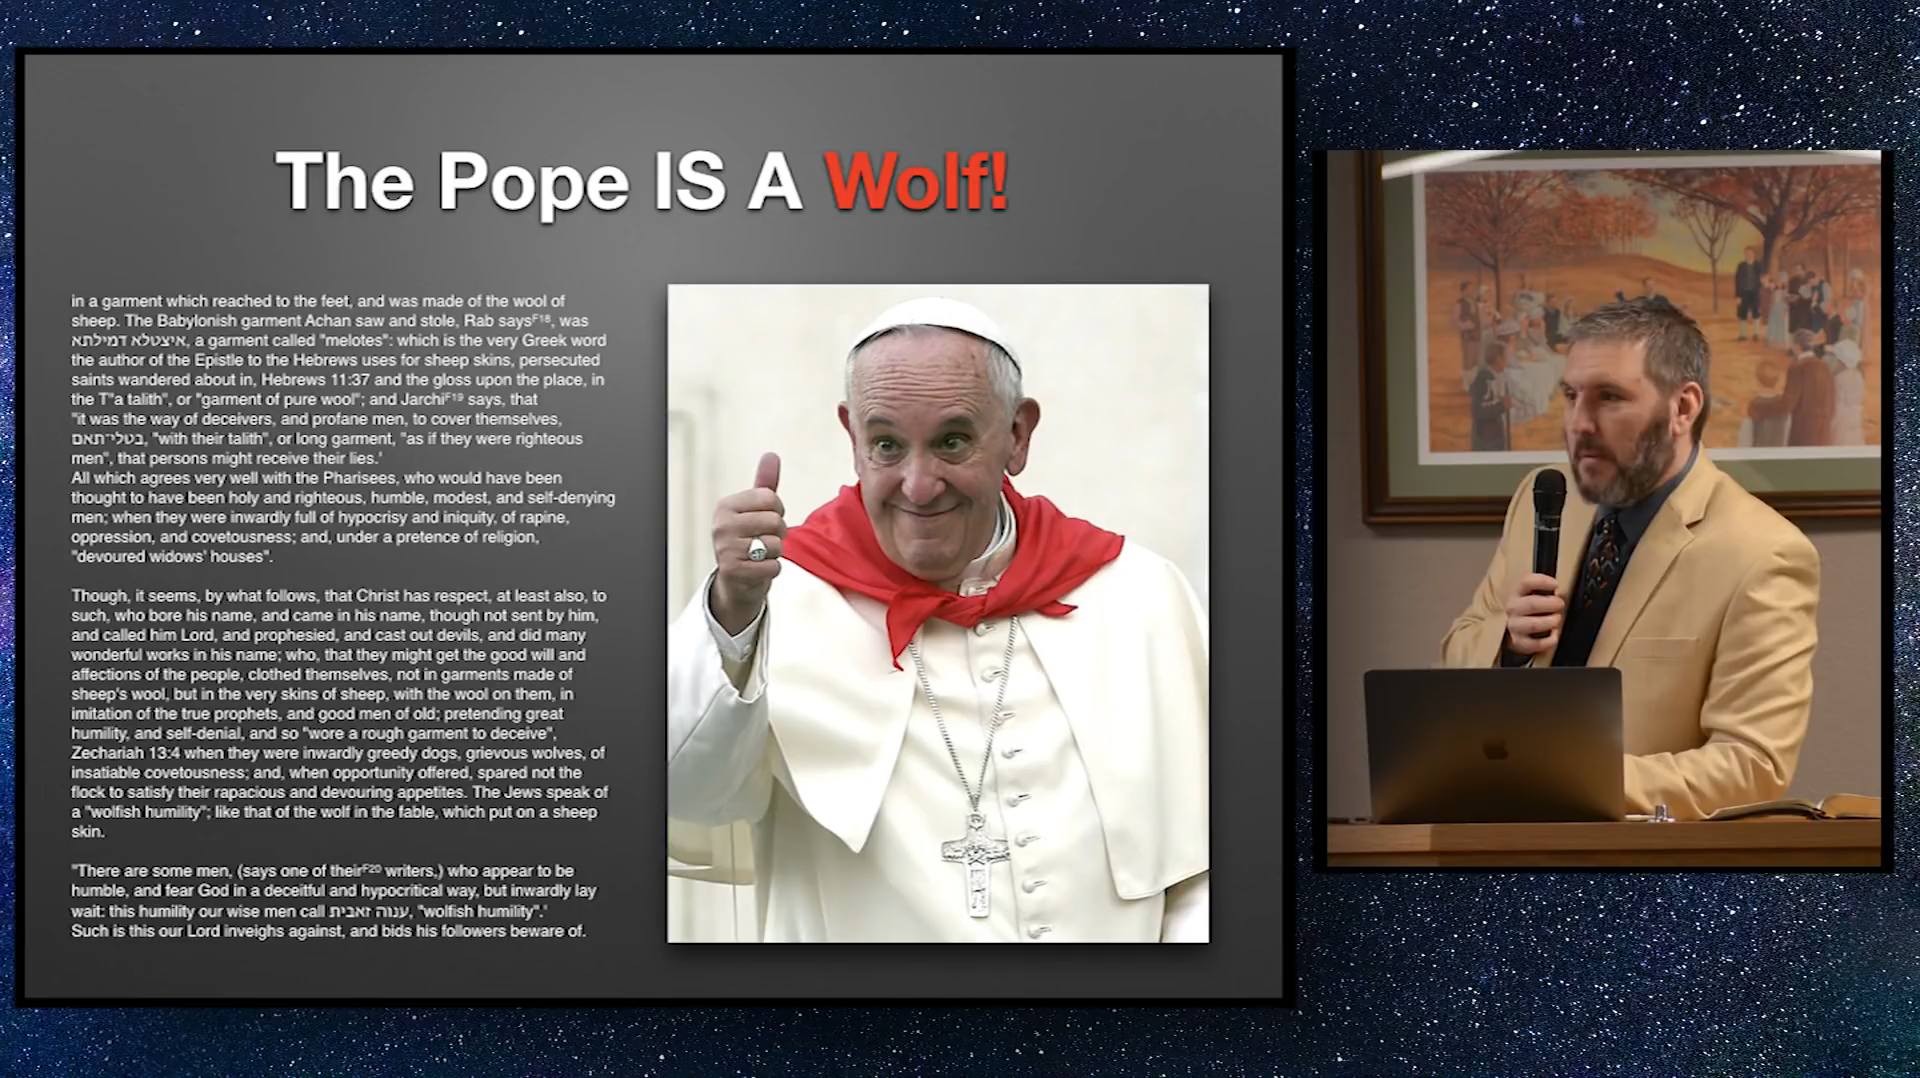 The Pope IS A Wolf!
in a garment which reached to the feet, and was made of the wool of
sheep. The Babylonish garment Achan saw and stole, Rab saysF18, was
איצטלא דמילתא, a garment called "melotes": which is the very Greek word
the author of the Epistle to the Hebrews uses for sheep skins, persecuted
saints wandered about in, Hebrews 11:37 and the gloss upon the place, in
the T"a talith", or "garment of pure wool"; and JarchiF19 says, that
"it was the way of deceivers, and profane men, to cover themselves,
בטלי־תאם, "with their talith", or long garment, "as if they were righteous
men", that persons might receive their lies.'
All which agrees very well with the Pharisees, who would have been
thought to have been holy and righteous, humble, modest, and self-denying
men; when they were inwardly full of hypocrisy and iniquity, of rapine,
oppression, and covetousness; and, under a pretence of religion,
"devoured widows' houses".
Though, it seems, by what follows, that Christ has respect, at least also, to
such, who bore his name, and came in his name, though not sent by him,
and called him Lord, and prophesied, and cast out devils, and did many
wonderful works in his name; who, that they might get the good will and
affections of the people, clothed themselves, not in garments made of
sheep's wool, but in the very skins of sheep, with the wool on them, in
imitation of the true prophets, and good men of old; pretending great
humility, and self-denial, and so "wore a rough garment to deceive",
Zechariah 13:4 when they were inwardly greedy dogs, grievous wolves, of
insatiable covetousness; and, when opportunity offered, spared not the
flock to satisfy their rapacious and devouring appetites. The Jews speak of
a "wolfish humility"; like that of the wolf in the fable, which put on a sheep
skin.
"There are some men, (says one of theirF20 writers,) who appear to be
humble, and fear God in a deceitful and hypocritical way, but inwardly lay
wait: this humility our wise men call ענוה זאבית, "wolfish humility".'
Such is this our Lord inveighs against, and bids his followers beware of.